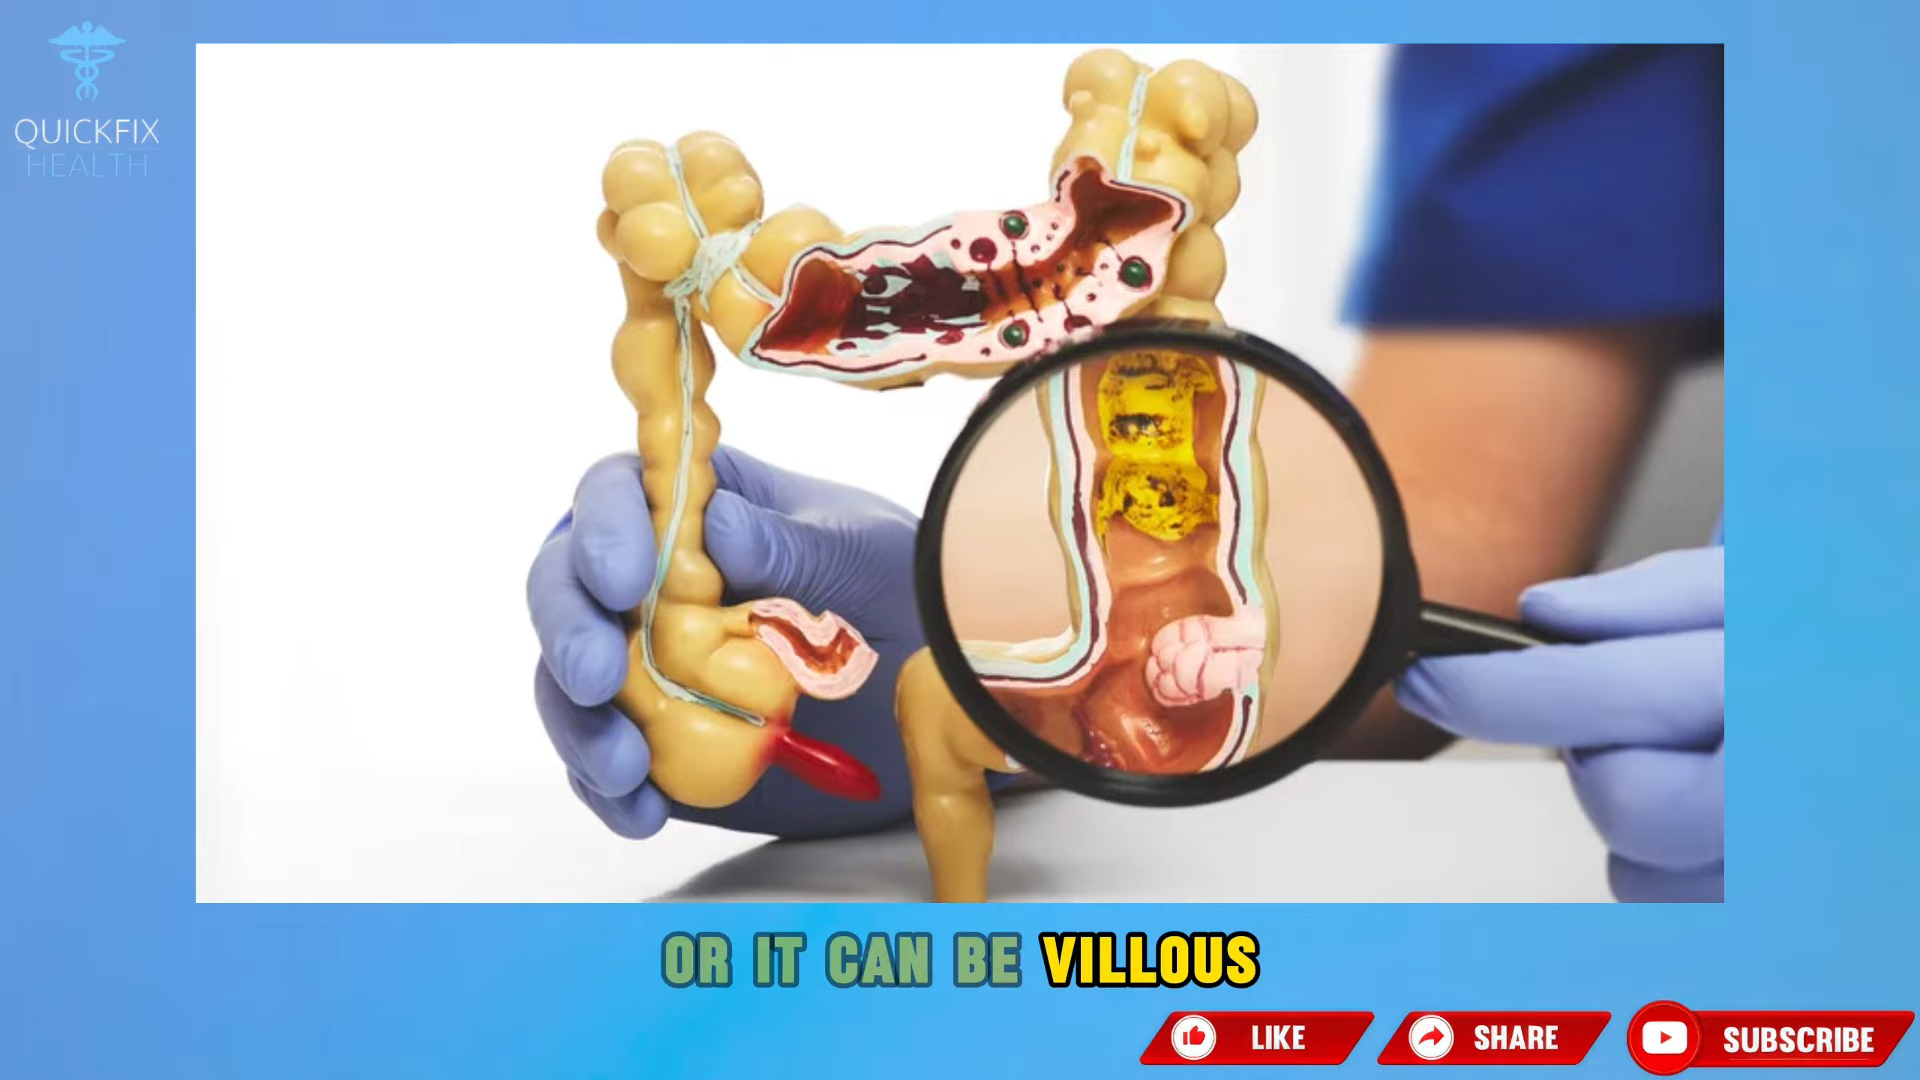 QUICKFIX
HEALTH
OR IT CAN BE VILLOUS
LIKE
SHARE
SUBSCRIBE